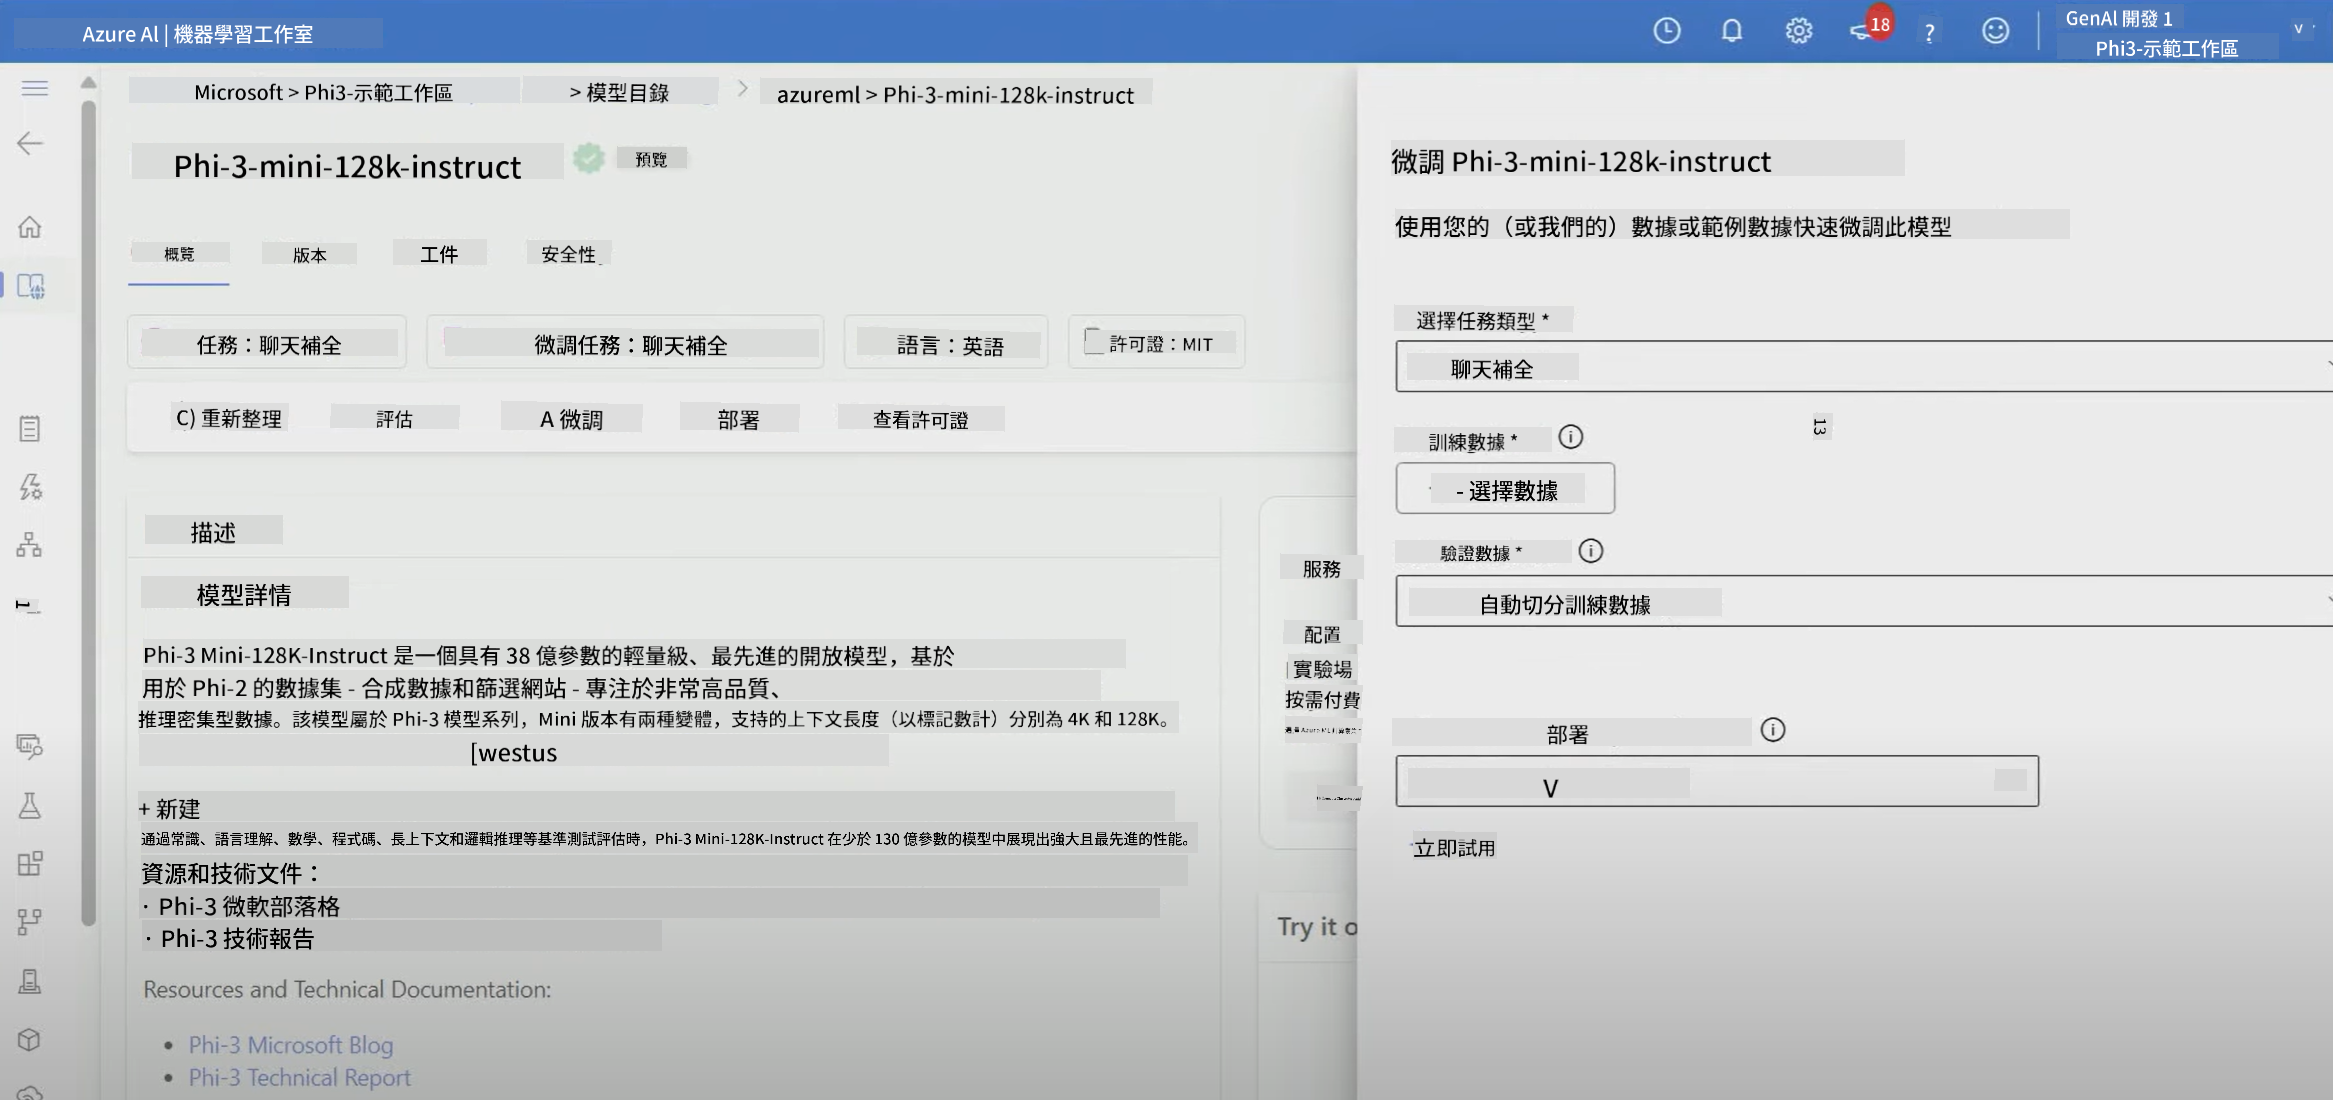 Azure AI | 機器學習工作室
18
?
GenAI 開發 1
Phi3-示範工作區
v
Microsoft > Phi3-示範工作區 > 模型目錄 > azureml > Phi-3-mini-128k-instruct
Phi-3-mini-128k-instruct
預覽
概覽 版本 工件 安全性
任務：聊天補全 微調任務：聊天補全 語言：英語 許可證：MIT
C) 重新整理 評估 A 微調 部署 查看許可證
描述
模型詳情
Phi-3 Mini-128K-Instruct 是一個具有 38 億參數的輕量級、最先進的開放模型，基於
用於 Phi-2 的數據集 - 合成數據和篩選網站 - 專注於非常高品質、
推理密集型數據。該模型屬於 Phi-3 模型系列，Mini 版本有兩種變體，支持的上下文長度（以標記數計）分別為 4K 和 128K。
[westus
+ 新建
通過常識、語言理解、數學、程式碼、長上下文和邏輯推理等基準測試評估時，Phi-3 Mini-128K-Instruct 在少於 130 億參數的模型中展現出強大且最先進的性能。
資源和技術文件：
· Phi-3 微軟部落格
· Phi-3 技術報告
Resources and Technical Documentation:
• Phi-3 Microsoft Blog
• Phi-3 Technical Report
1
服務
配置
實驗場
按需付費
Try it o
微調 Phi-3-mini-128k-instruct
使用您的（或我們的）數據或範例數據快速微調此模型
選擇任務類型 *
聊天補全
13
訓練數據 *
- 選擇數據
驗證數據 *
自動切分訓練數據
部署
V
立即試用